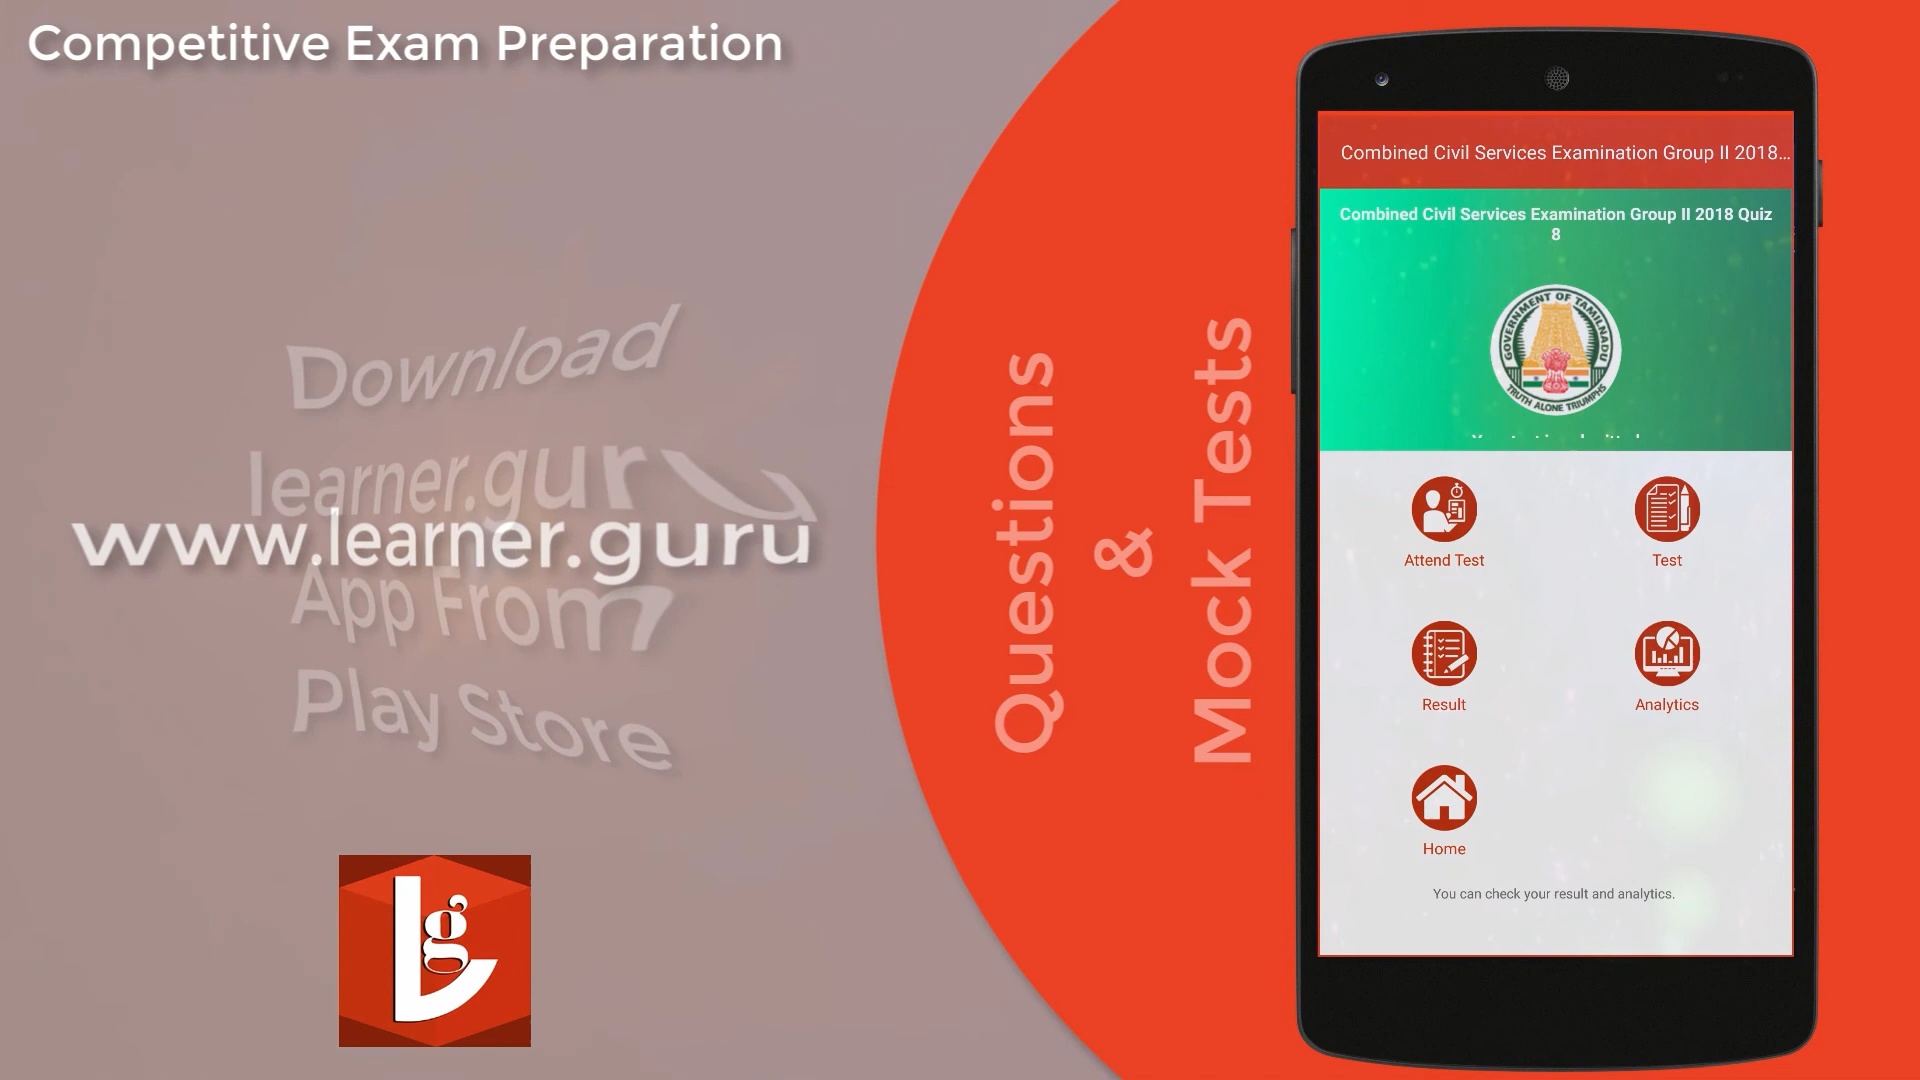 Competitive Exam Preparation
Download
learner.guru
www.learner.guru
App From
Play Store
Lg
Questions
&
Mock Tests
Combined Civil Services Examination Group II 2018...
Combined Civil Services Examination Group II 2018 Quiz
8
GOVERNMENT OF TAMILNADU
TRUTH ALONE TRIUMPHS
Attend Test
Test
Result
Analytics
Home
You can check your result and analytics.